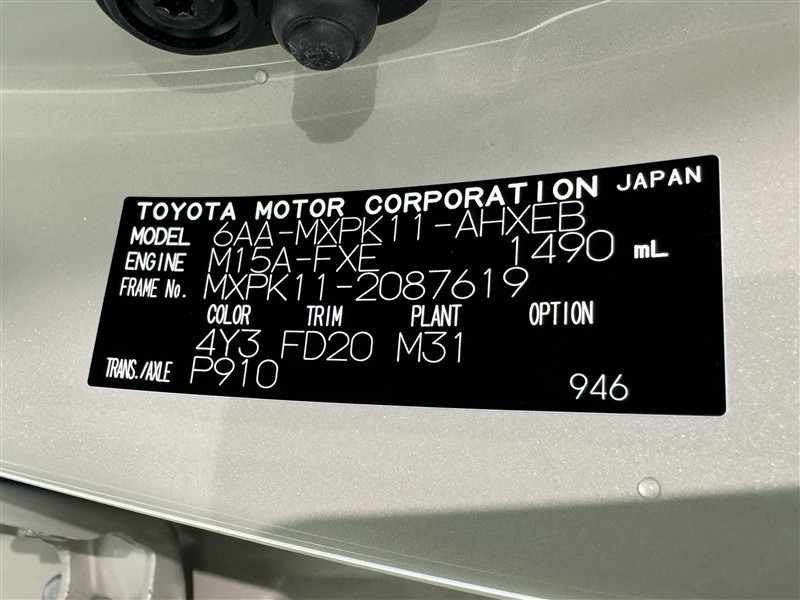 TOYOTA MOTOR CORPORATION JAPAN
MODEL 6AA-MXPK11-AHXEB
ENGINE M15A-FXE 1490 mL
FRAME No. MXPK11-2087619
COLOR TRIM PLANT OPTION
4Y3 FD20 M31
TRANS./AXLE P910
946